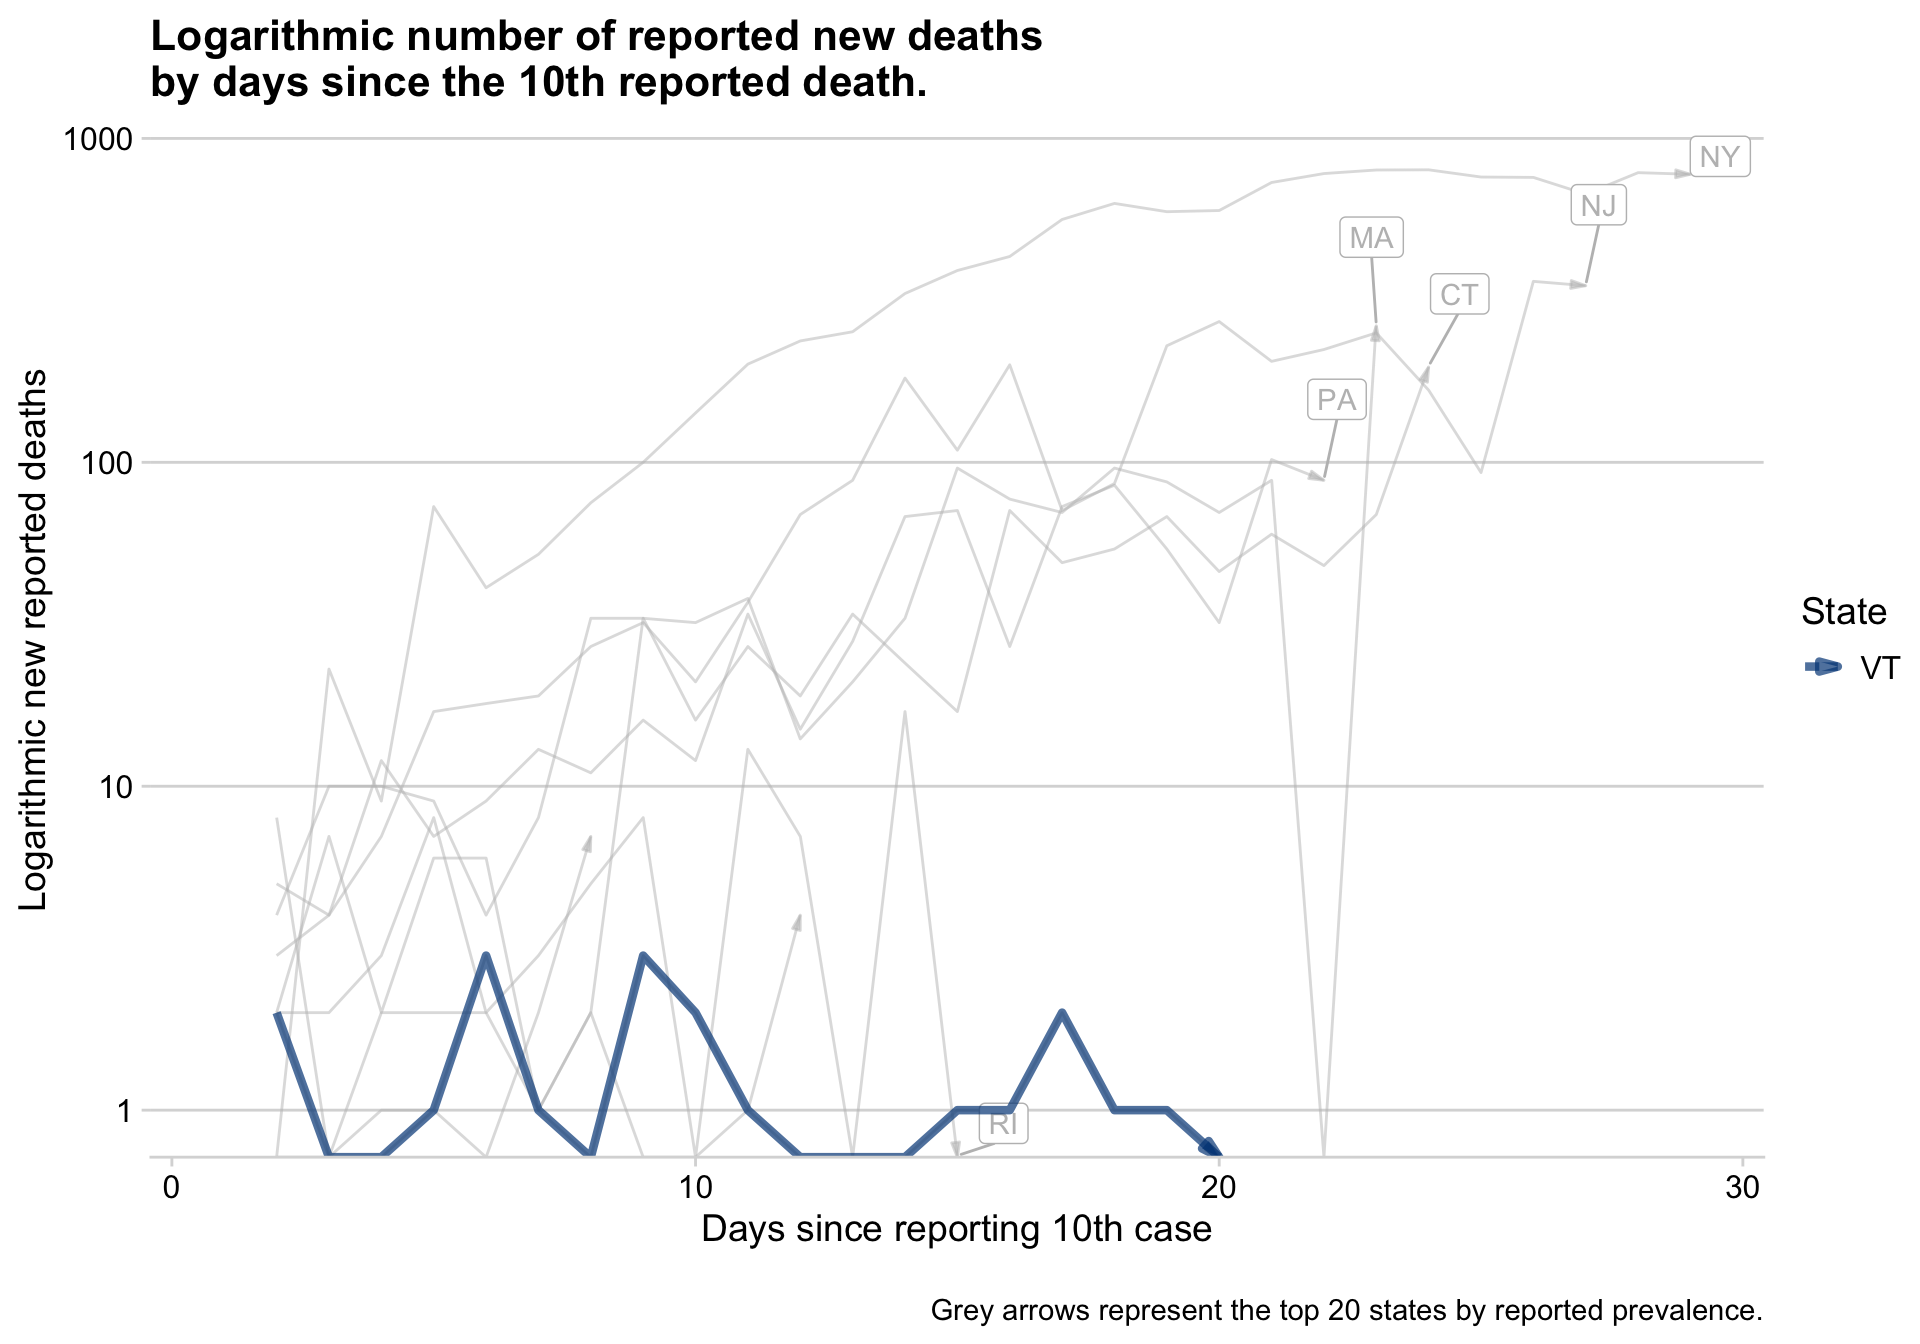 Logarithmic number of reported new deaths
by days since the 10th reported death.
1000
100
10
1
Logarithmic new reported deaths
NY
NJ
MA
CT
PA
RI
State
VT
0
10
20
30
Days since reporting 10th case
Grey arrows represent the top 20 states by reported prevalence.